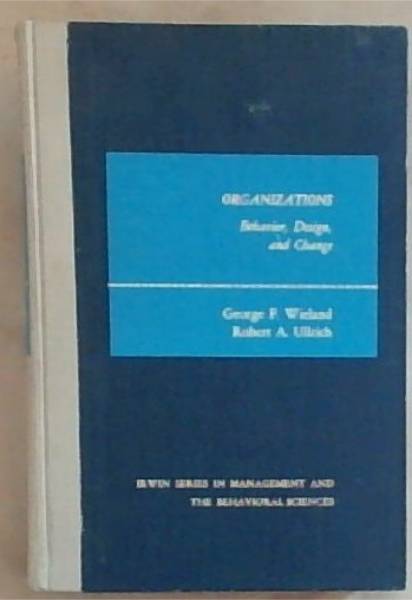 ORGANIZATIONS
Behavior, Design,
and Change
George F. Wieland
Robert A. Ullrich
IRWIN SERIES IN MANAGEMENT AND
THE BEHAVIORAL SCIENCES